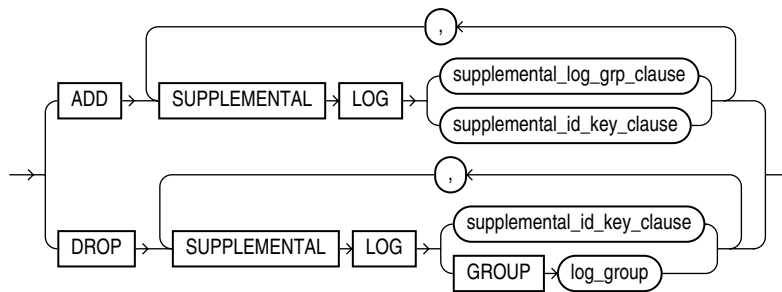 ,
supplemental_log_grp_clause
ADD SUPPLEMENTAL LOG
supplemental_id_key_clause
,
supplemental_id_key_clause
DROP SUPPLEMENTAL LOG
GROUP log_group